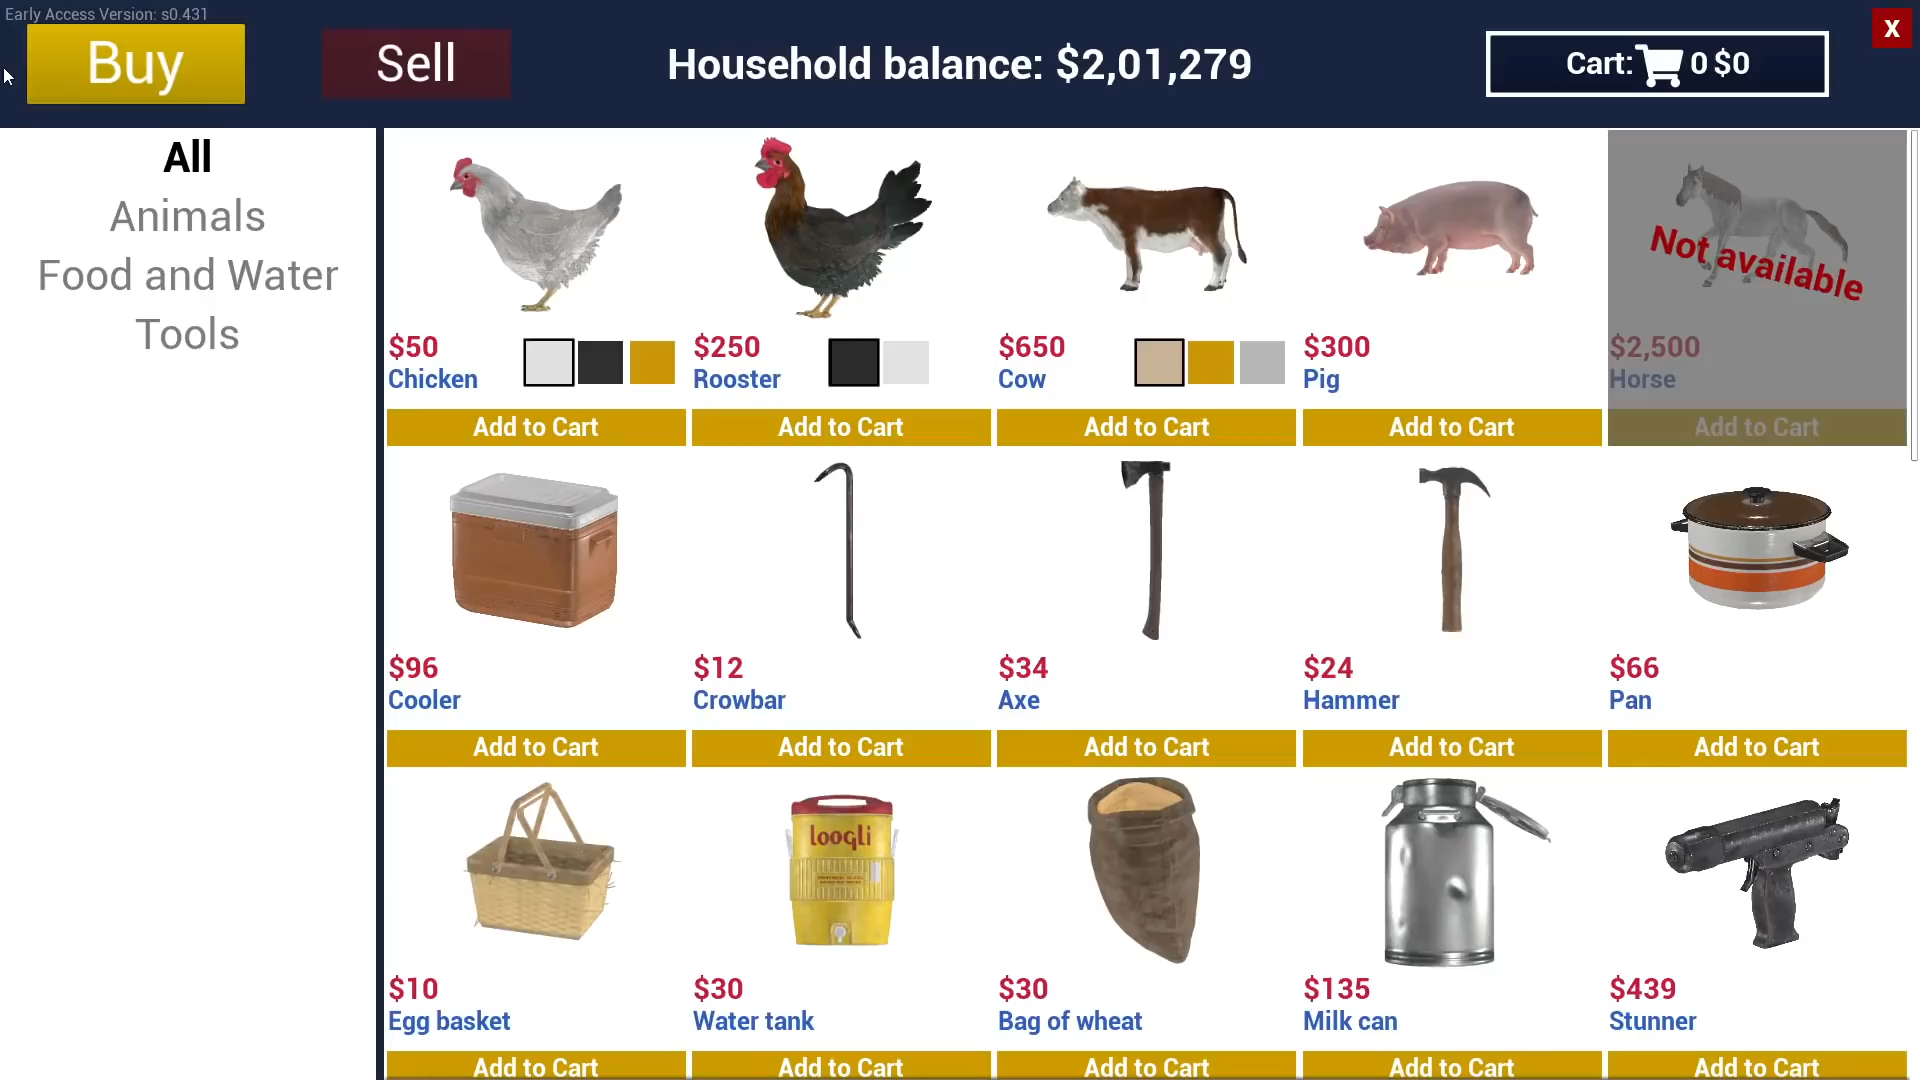 Early Access Version: s0.431
Buy
Sell
Household balance: $2,01,279
Cart: 0 $0
X
All
Animals
Food and Water
Tools
$50
Chicken
Add to Cart
$250
Rooster
Add to Cart
$650
Cow
Add to Cart
$300
Pig
Add to Cart
Not available
$2,500
Horse
Add to Cart
$96
Cooler
Add to Cart
$12
Crowbar
Add to Cart
$34
Axe
Add to Cart
$24
Hammer
Add to Cart
$66
Pan
Add to Cart
$10
Egg basket
Add to Cart
looqli
$30
Water tank
Add to Cart
$30
Bag of wheat
Add to Cart
$135
Milk can
Add to Cart
$439
Stunner
Add to Cart